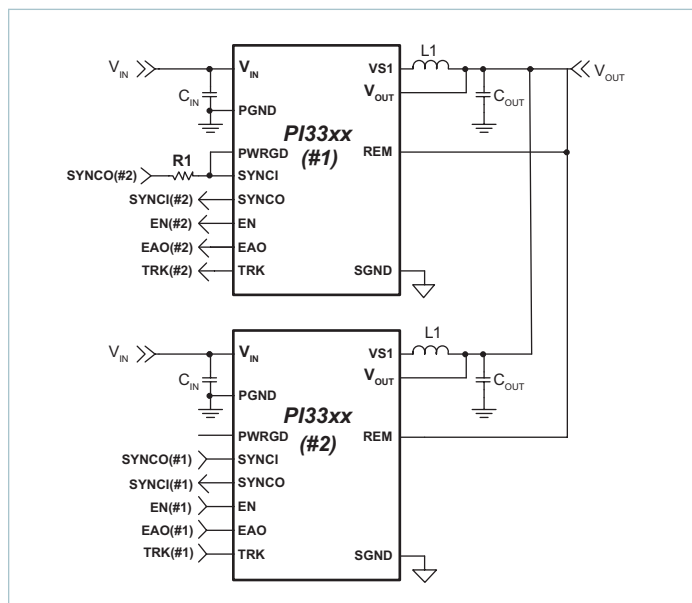 V_IN
V_IN
VS1
L1
V_OUT
V_OUT
C_IN
C_OUT
PGND
PI33xx
(#1)
PWRGD
REM
R1
SYNCO(#2)
SYNCI
SYNCI(#2)
SYNCO
EN(#2)
EN
EAO(#2)
EAO
TRK(#2)
TRK
SGND
V_IN
V_IN
VS1
L1
V_OUT
C_IN
C_OUT
PGND
PI33xx
(#2)
PWRGD
REM
SYNCO(#1)
SYNCI
SYNCI(#1)
SYNCO
EN(#1)
EN
EAO(#1)
EAO
TRK(#1)
TRK
SGND